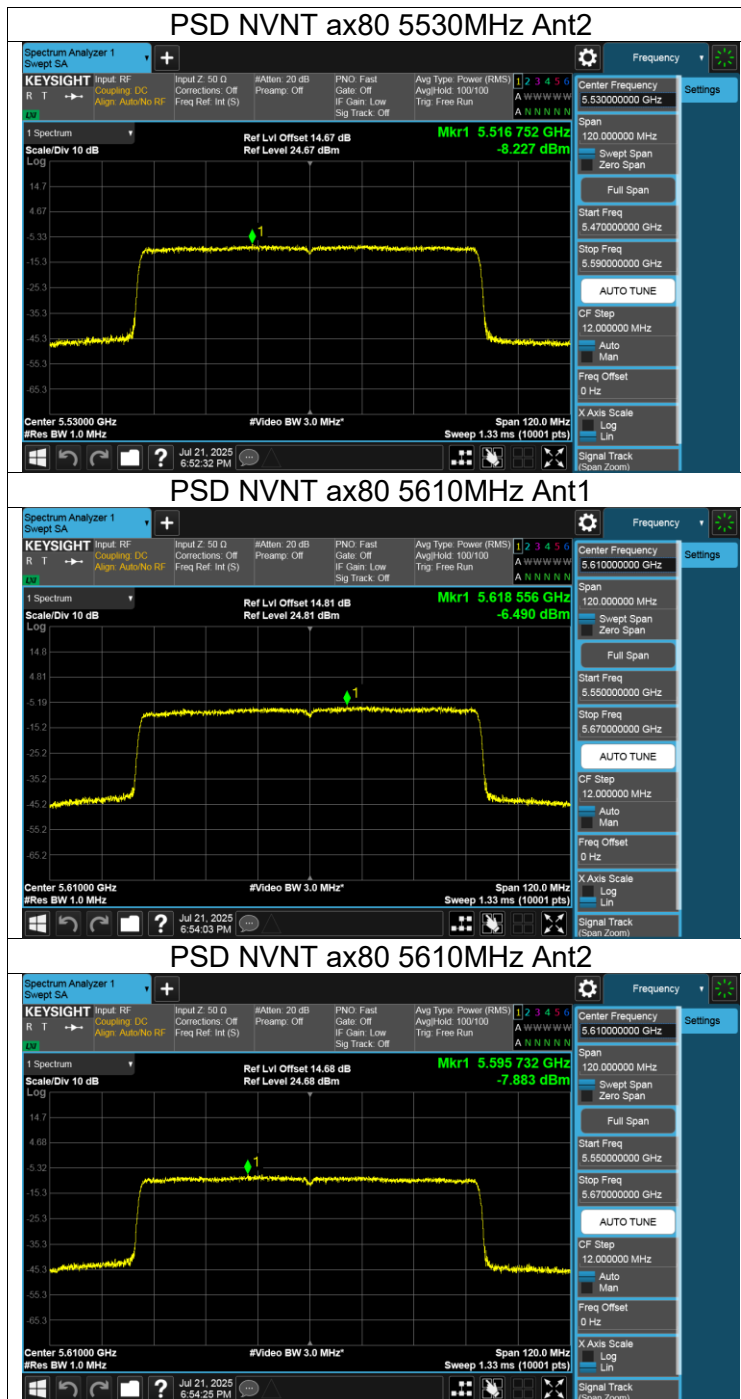 PSD NVNT ax80 5530MHz Ant2
Spectrum Analyzer 1
Swept SA
Frequency
KEYSIGHT
R T
LXI
Input: RF
Coupling: DC
Align: Auto/No RF
Input Z: 50 Ω
Corrections: Off
Freq Ref: Int (S)
#Atten: 20 dB
Preamp: Off
PNO: Fast
Gate: Off
IF Gain: Low
Sig Track: Off
Avg Type: Power (RMS)
Avg|Hold: 100/100
Trig: Free Run
1 2 3 4 5 6
A W W W W W
A N N N N N
1 Spectrum
Scale/Div 10 dB
Log
Ref Lvl Offset 14.67 dB
Ref Level 24.67 dBm
Mkr1 5.516 752 GHz
-8.227 dBm
14.7
4.67
-5.33
-15.3
-25.3
-35.3
-45.3
-55.3
-65.3
1
Center 5.53000 GHz
#Res BW 1.0 MHz
#Video BW 3.0 MHz*
Span 120.0 MHz
Sweep 1.33 ms (10001 pts)
Jul 21, 2025
6:52:32 PM
Center Frequency
5.530000000 GHz
Settings
Span
120.000000 MHz
Swept Span
Zero Span
Full Span
Start Freq
5.470000000 GHz
Stop Freq
5.590000000 GHz
AUTO TUNE
CF Step
12.000000 MHz
Auto
Man
Freq Offset
0 Hz
X Axis Scale
Log
Lin
Signal Track
(Span Zoom)
PSD NVNT ax80 5610MHz Ant1
Spectrum Analyzer 1
Swept SA
Frequency
KEYSIGHT
R T
LXI
Input: RF
Coupling: DC
Align: Auto/No RF
Input Z: 50 Ω
Corrections: Off
Freq Ref: Int (S)
#Atten: 20 dB
Preamp: Off
PNO: Fast
Gate: Off
IF Gain: Low
Sig Track: Off
Avg Type: Power (RMS)
Avg|Hold: 100/100
Trig: Free Run
1 2 3 4 5 6
A W W W W W
A N N N N N
1 Spectrum
Scale/Div 10 dB
Log
Ref Lvl Offset 14.81 dB
Ref Level 24.81 dBm
Mkr1 5.618 556 GHz
-6.490 dBm
14.8
4.81
-5.19
-15.2
-25.2
-35.2
-45.2
-55.2
-65.2
1
Center 5.61000 GHz
#Res BW 1.0 MHz
#Video BW 3.0 MHz*
Span 120.0 MHz
Sweep 1.33 ms (10001 pts)
Jul 21, 2025
6:54:03 PM
Center Frequency
5.610000000 GHz
Settings
Span
120.000000 MHz
Swept Span
Zero Span
Full Span
Start Freq
5.550000000 GHz
Stop Freq
5.670000000 GHz
AUTO TUNE
CF Step
12.000000 MHz
Auto
Man
Freq Offset
0 Hz
X Axis Scale
Log
Lin
Signal Track
(Span Zoom)
PSD NVNT ax80 5610MHz Ant2
Spectrum Analyzer 1
Swept SA
Frequency
KEYSIGHT
R T
LXI
Input: RF
Coupling: DC
Align: Auto/No RF
Input Z: 50 Ω
Corrections: Off
Freq Ref: Int (S)
#Atten: 20 dB
Preamp: Off
PNO: Fast
Gate: Off
IF Gain: Low
Sig Track: Off
Avg Type: Power (RMS)
Avg|Hold: 100/100
Trig: Free Run
1 2 3 4 5 6
A W W W W W
A N N N N N
1 Spectrum
Scale/Div 10 dB
Log
Ref Lvl Offset 14.68 dB
Ref Level 24.68 dBm
Mkr1 5.595 732 GHz
-7.883 dBm
14.7
4.68
-5.32
-15.3
-25.3
-35.3
-45.3
-55.3
-65.3
1
Center 5.61000 GHz
#Res BW 1.0 MHz
#Video BW 3.0 MHz*
Span 120.0 MHz
Sweep 1.33 ms (10001 pts)
Jul 21, 2025
6:54:25 PM
Center Frequency
5.610000000 GHz
Settings
Span
120.000000 MHz
Swept Span
Zero Span
Full Span
Start Freq
5.550000000 GHz
Stop Freq
5.670000000 GHz
AUTO TUNE
CF Step
12.000000 MHz
Auto
Man
Freq Offset
0 Hz
X Axis Scale
Log
Lin
Signal Track
(Span Zoom)